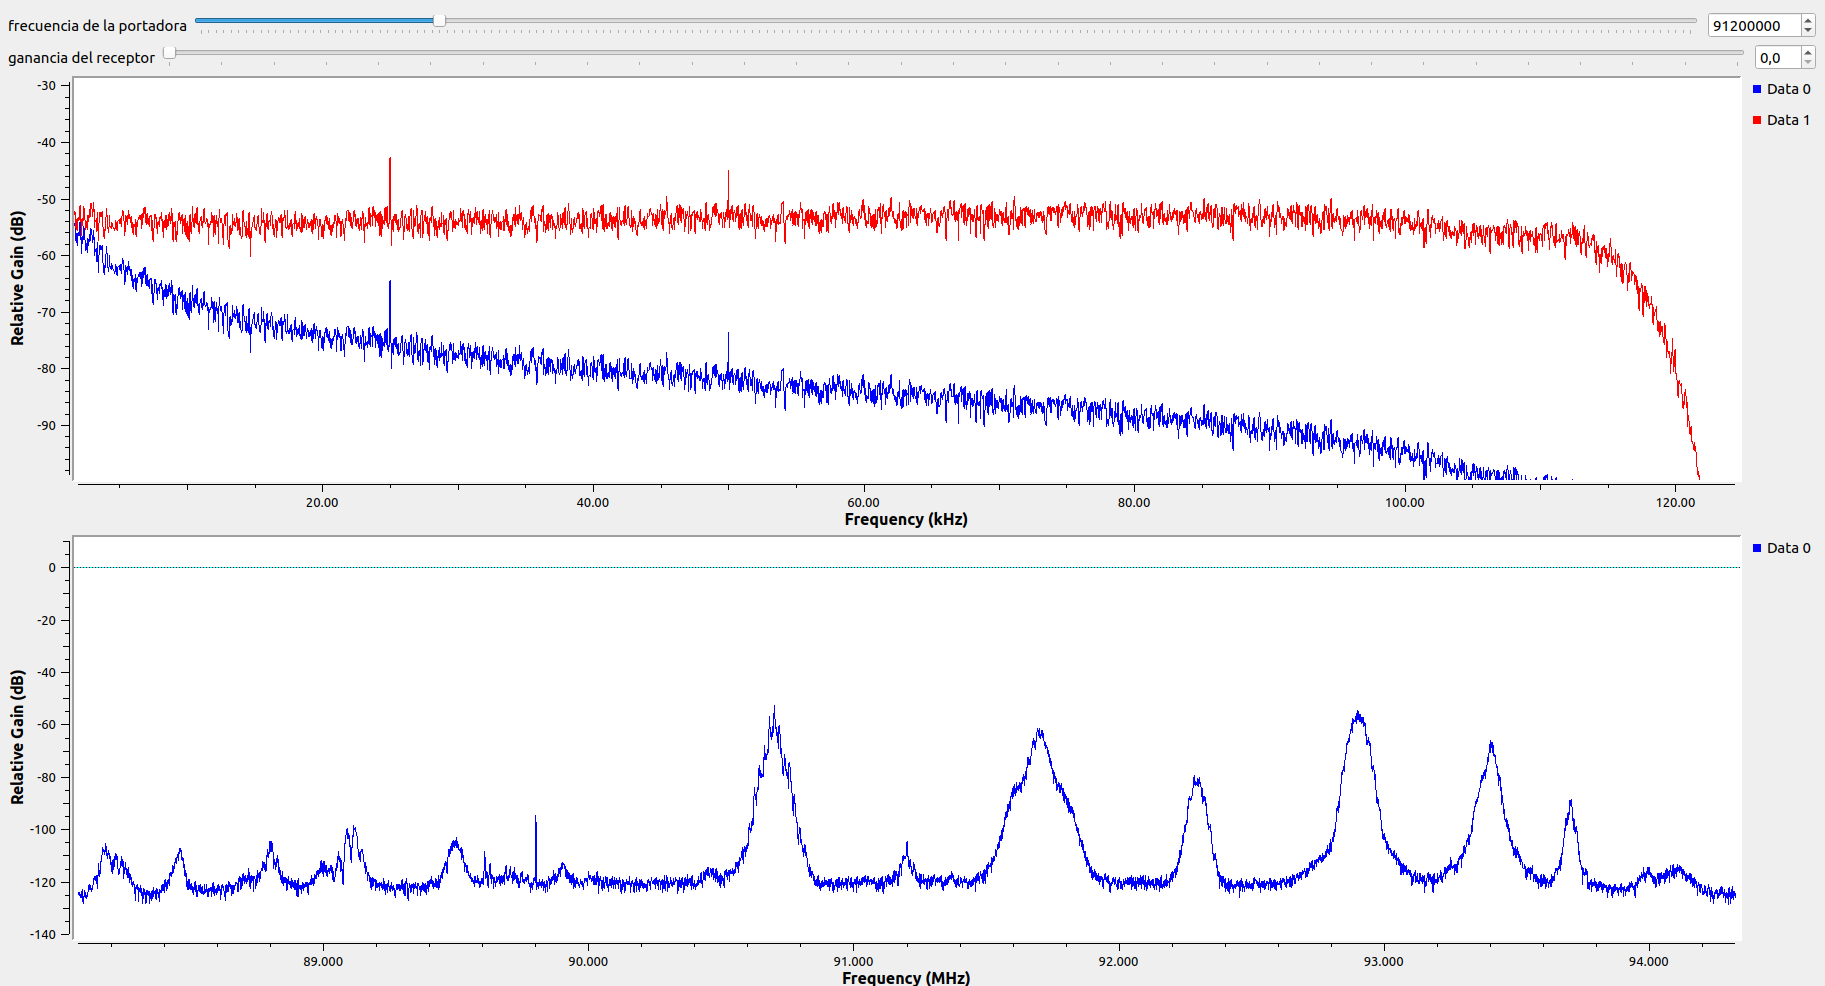 frecuencia de la portadora
91200000
ganancia del receptor
0,0
-30
-40
-50
-60
-70
-80
-90
Relative Gain (dB)
20.00 40.00 60.00 80.00 100.00 120.00
Frequency (kHz)
Data 0
Data 1
0
-20
-40
-60
-80
-100
-120
-140
Relative Gain (dB)
89.000 90.000 91.000 92.000 93.000 94.000
Frequency (MHz)
Data 0